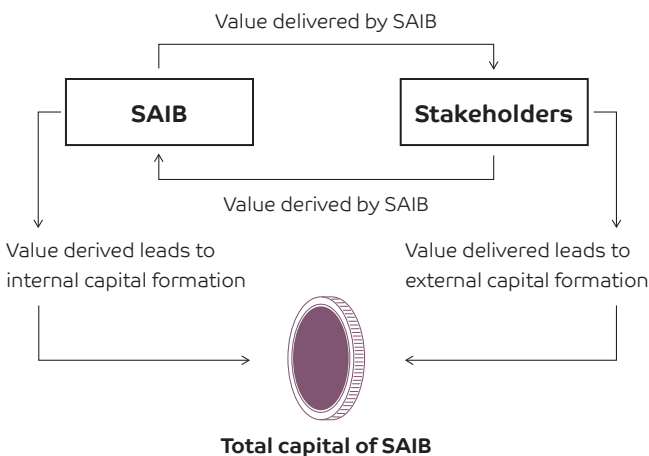 Value delivered by SAIB
SAIB
Stakeholders
Value derived by SAIB
Value derived leads to
internal capital formation
Value delivered leads to
external capital formation
Total capital of SAIB